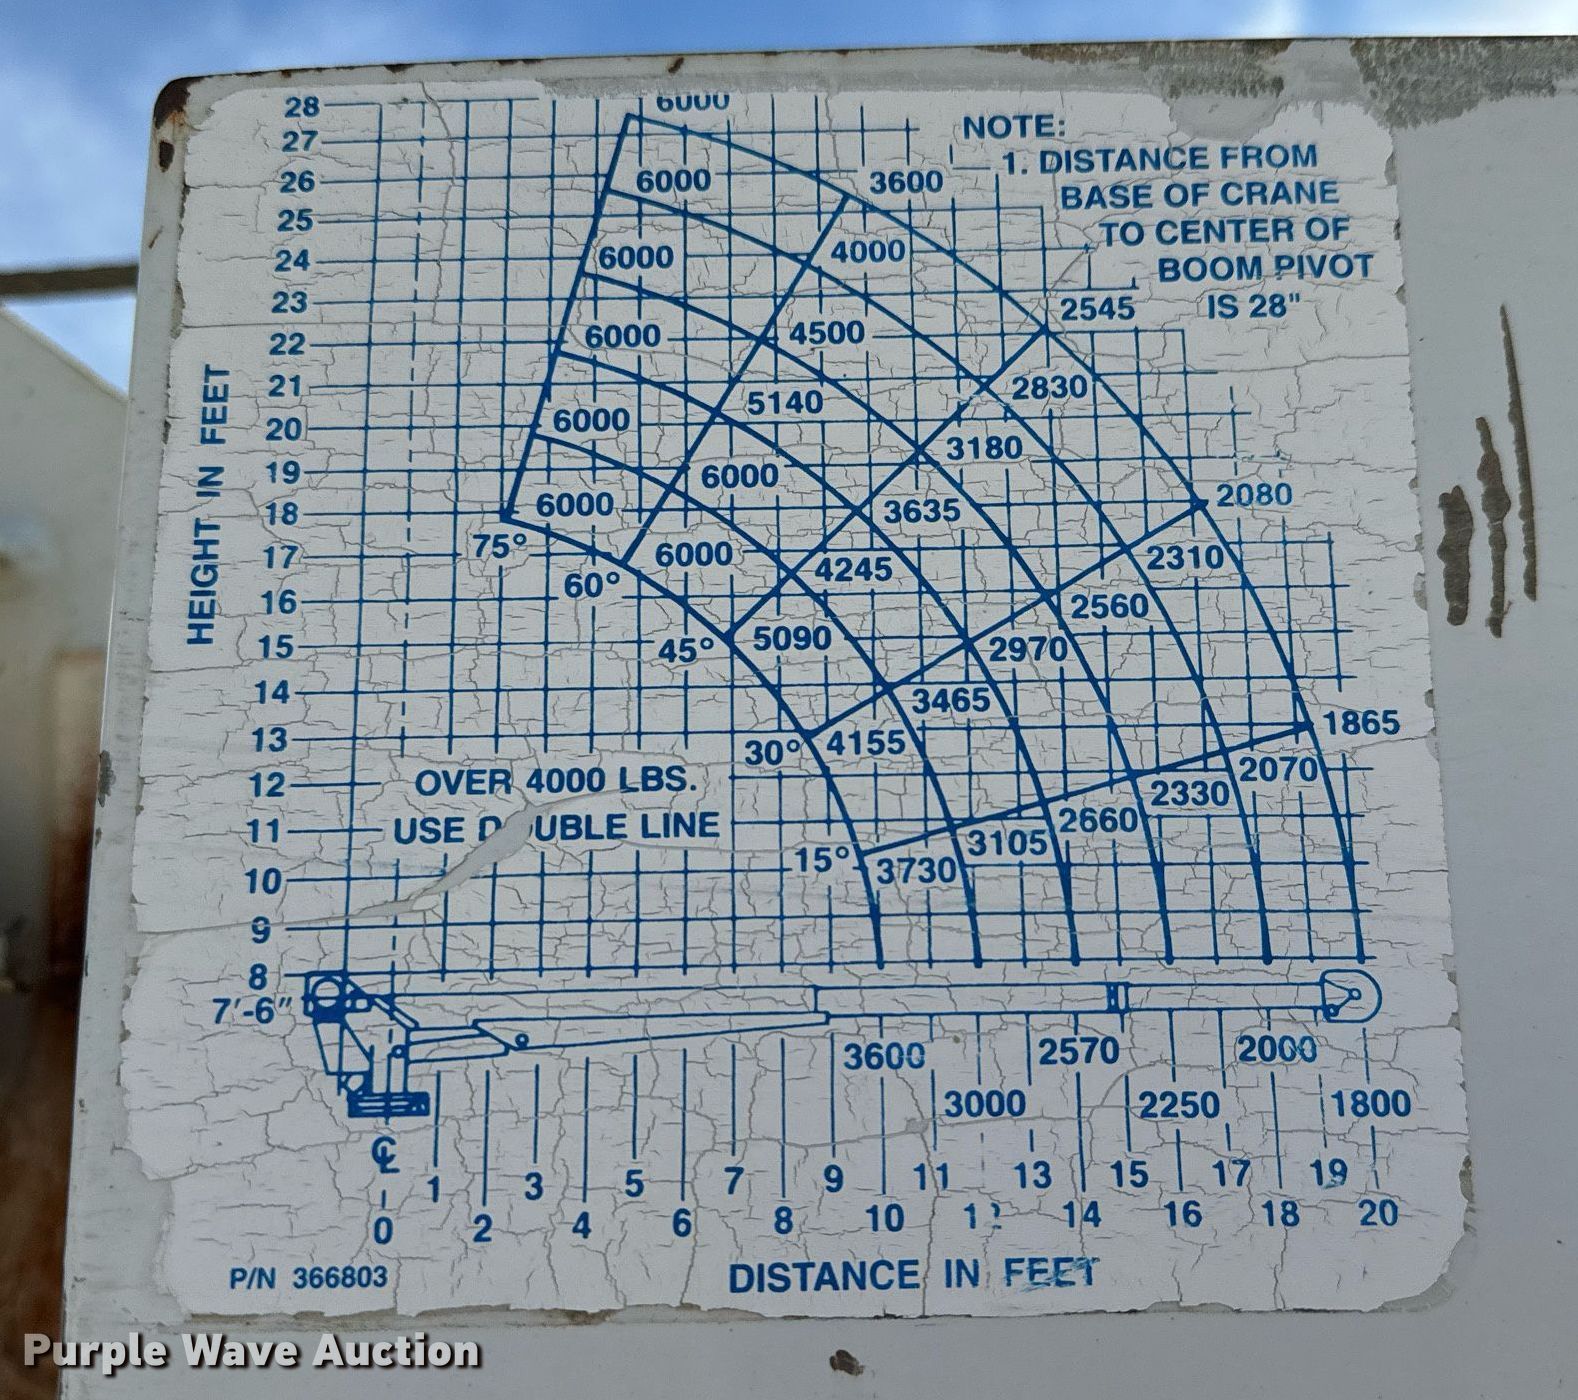 28 6000
27 NOTE:
26 6000 3600 1. DISTANCE FROM
25 BASE OF CRANE
24 6000 4000 TO CENTER OF
BOOM PIVOT
23 2545 IS 28"
22 6000 4500
21 5140 2830
20 6000 3180
19 6000 2080
18 6000 3635
17 75° 6000 4245 2310
16 60° 2560
15 45° 5090 2970
14 3465
13 30° 4155 1865
12 OVER 4000 LBS. 2330 2070
11 USE D UBLE LINE 3105 2660
10 15° 3730
9
8
7'-6"
HEIGHT IN FEET
3600 2570 2000
3000 2250 1800
℄
1 3 5 7 9 11 13 15 17 19
0 2 4 6 8 10 12 14 16 18 20
P/N 366803 DISTANCE IN FEET
Purple Wave Auction